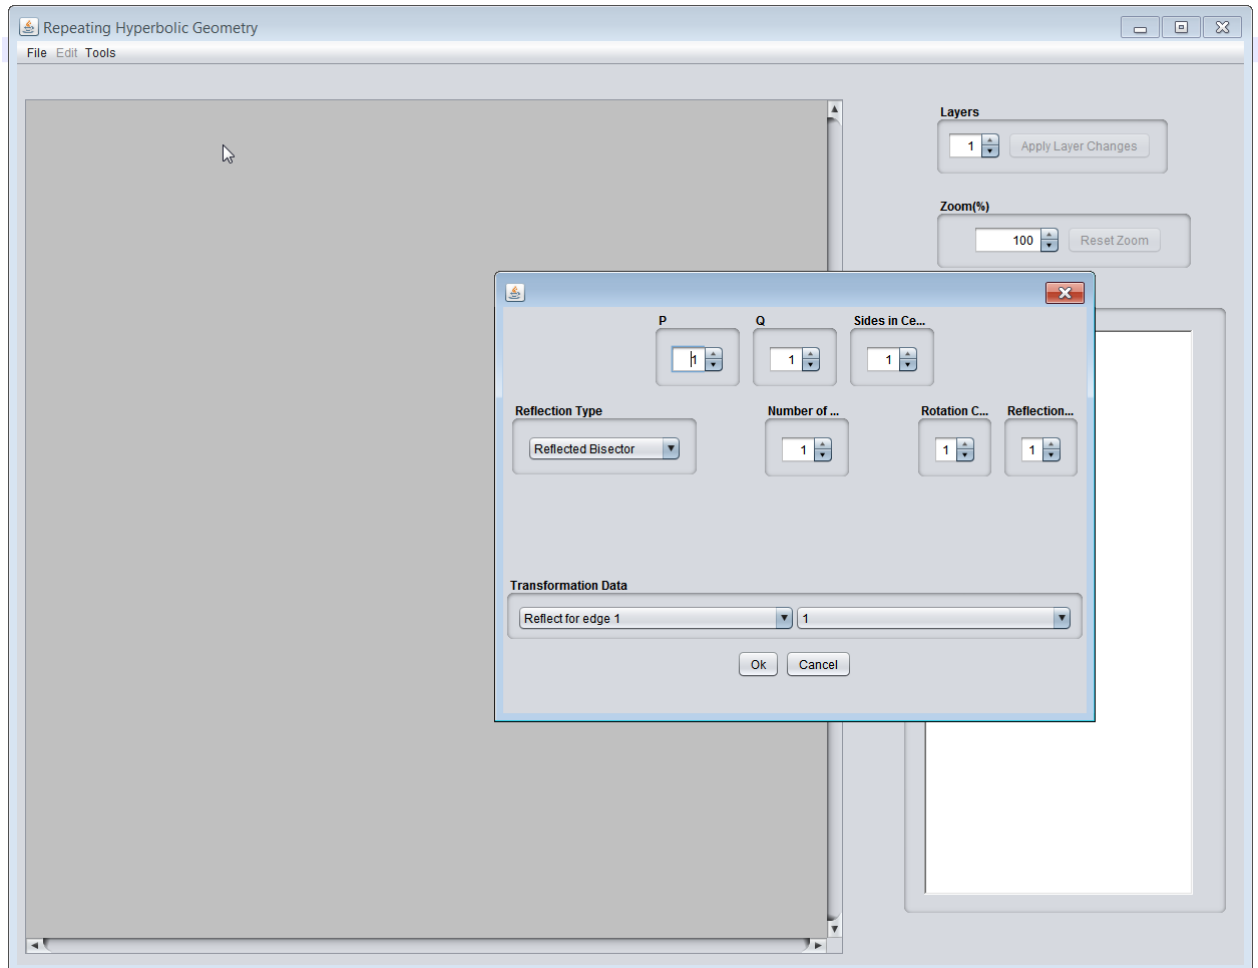 Repeating Hyperbolic Geometry
File Edit Tools
Layers
1 Apply Layer Changes
Zoom(%)
100 Reset Zoom
P Q Sides in Ce...
1 1 1
Reflection Type Number of ... Rotation C... Reflection...
Reflected Bisector 1 1 1
Transformation Data
Reflect for edge 1 1
Ok Cancel